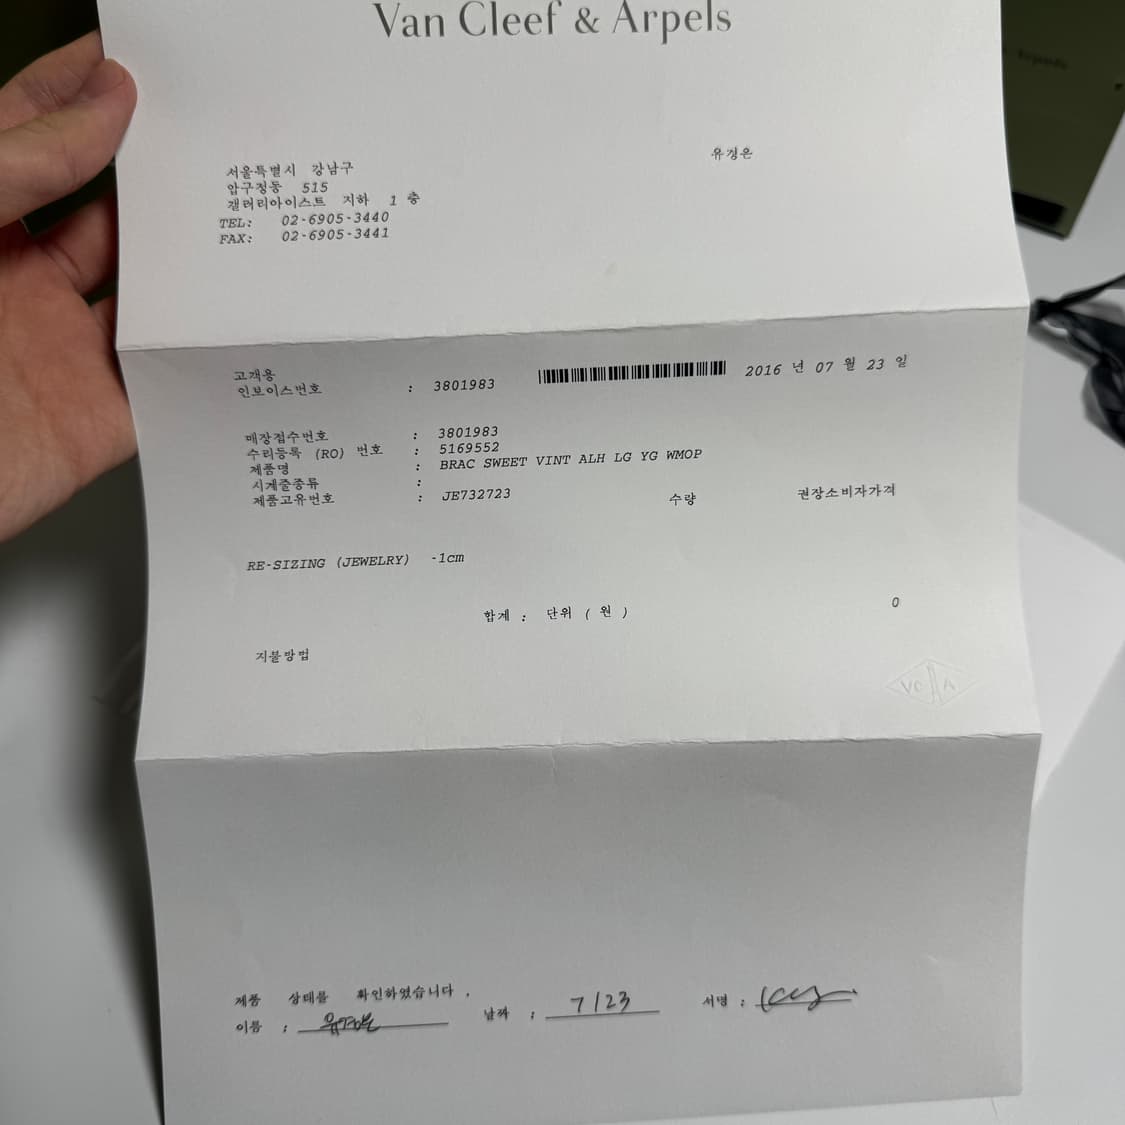 Van Cleef & Arpels
Arpels
유경은
서울특별시 강남구
압구정동 515
갤러리아이스트 지하 1 층
TEL: 02-6905-3440
FAX: 02-6905-3441
고객용
인보이스번호 : 3801983 2016 년 07 월 23 일
매장접수번호 : 3801983
수리등록 (RO) 번호 : 5169552
제품명 : BRAC SWEET VINT ALH LG YG WMOP
시계줄종류 :
제품고유번호 : JE732723 수량 권장소비자가격
RE-SIZING (JEWELRY) -1cm
합계 : 단위 ( 원 ) 0
지불방법
VC A
제품 상태를 확인하였습니다.
이름 : 유경은 날짜 : 7/23 서명 :